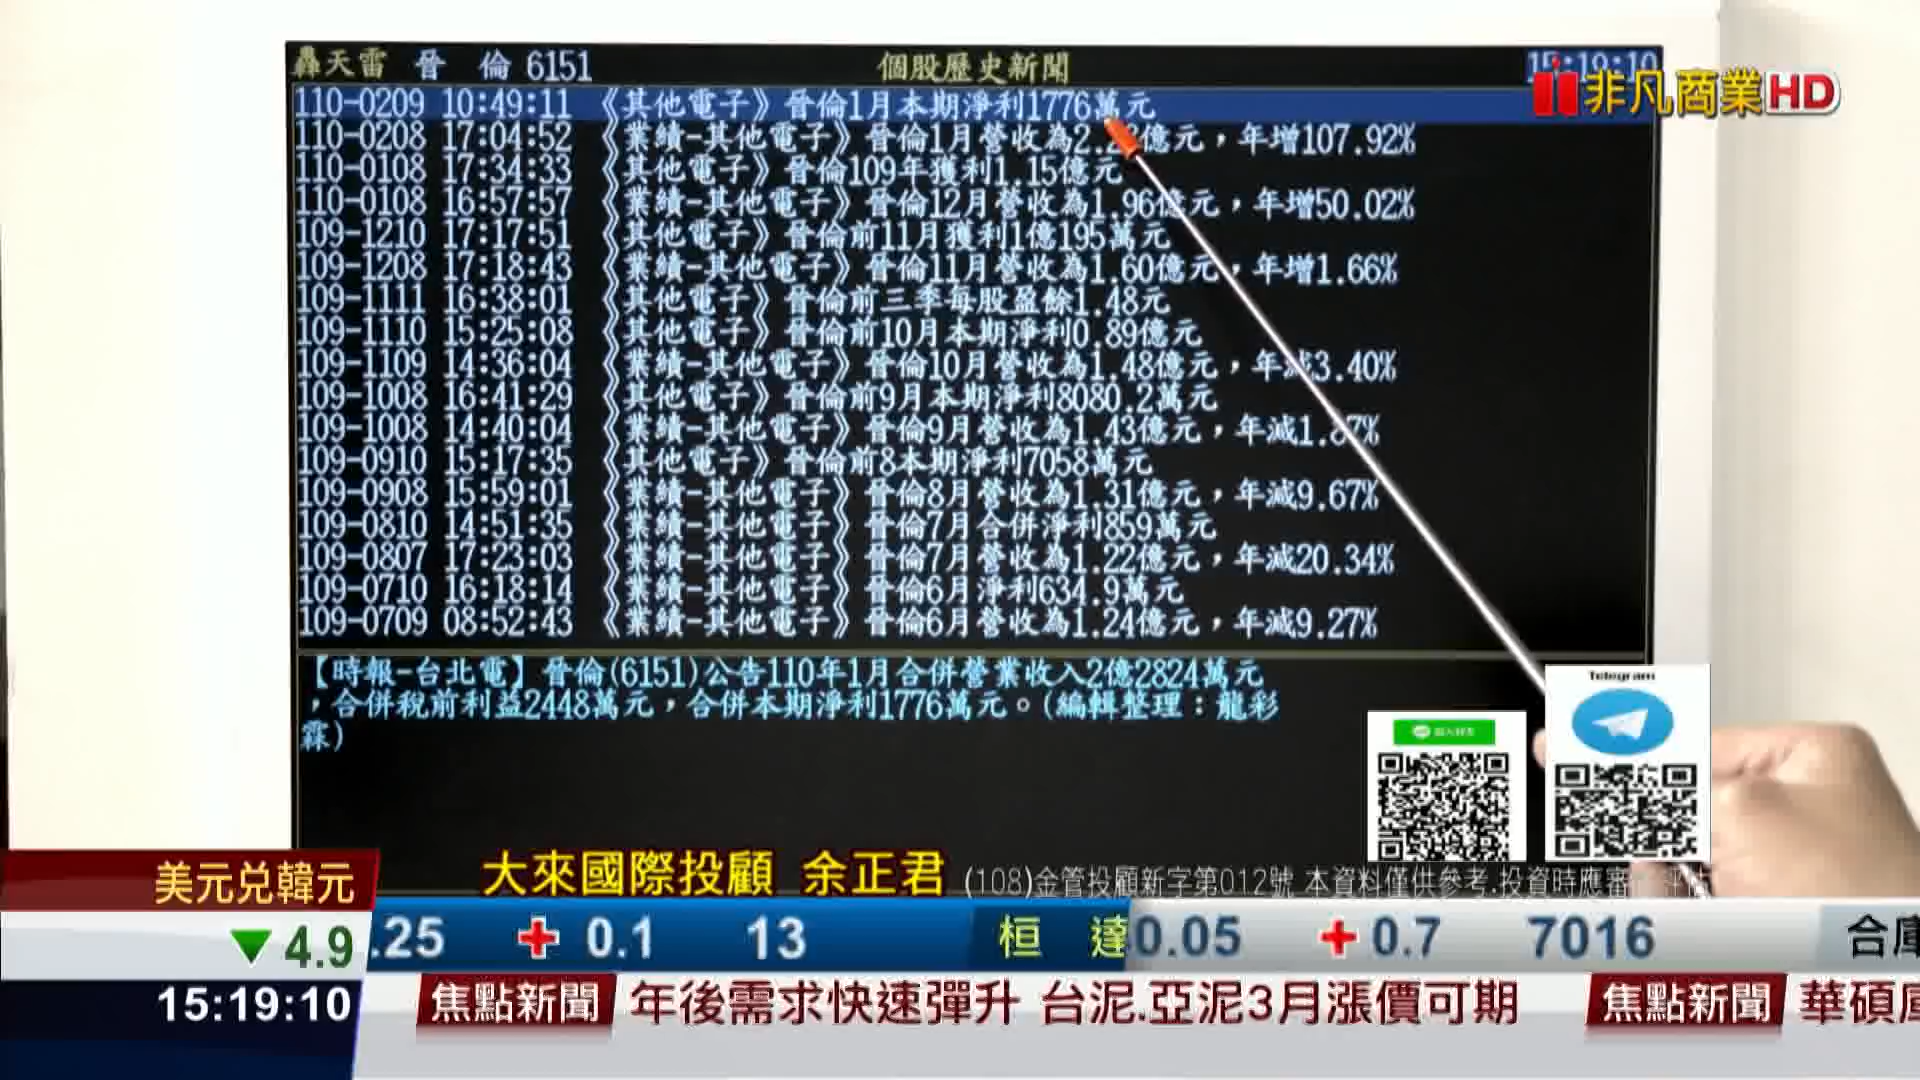 轟天雷 晉 倫 6151 個股歷史新聞 15:19:10
非凡商業HD
110-0209 10:49:11 《其他電子》晉倫1月本期淨利1776萬元
110-0208 17:04:52 《業績-其他電子》晉倫1月營收為2. 億元，年增107.92%
110-0108 17:34:33 《其他電子》晉倫109年獲利1.15億元
110-0108 16:57:57 《業績-其他電子》晉倫12月營收為1.96億元，年增50.02%
109-1210 17:17:51 《其他電子》晉倫前11月獲利1億195萬元
109-1208 17:18:43 《業績-其他電子》晉倫11月營收為1.60億元，年增1.66%
109-1111 16:38:01 《其他電子》晉倫前三季每股盈餘1.48元
109-1110 15:25:08 《其他電子》晉倫前10月本期淨利0.89億元
109-1109 14:36:04 《業績-其他電子》晉倫10月營收為1.48億元，年減3.40%
109-1008 16:41:29 《其他電子》晉倫前9月本期淨利8080.2萬元
109-1008 14:40:04 《業績-其他電子》晉倫9月營收為1.43億元，年減1.87%
109-0910 15:17:35 《其他電子》晉倫前8本期淨利7058萬元
109-0908 15:59:01 《業績-其他電子》晉倫8月營收為1.31億元，年減9.67%
109-0810 14:51:35 《業績-其他電子》晉倫7月合併淨利859萬元
109-0807 17:23:03 《業績-其他電子》晉倫7月營收為1.22億元，年減20.34%
109-0710 16:18:14 《業績-其他電子》晉倫6月淨利634.9萬元
109-0709 08:52:43 《業績-其他電子》晉倫6月營收為1.24億元，年減9.27%
【時報-台北電】晉倫(6151)公告110年1月合併營業收入2億2824萬元
，合併稅前利益2448萬元，合併本期淨利1776萬元。(編輯整理：龍彩
霖)
Telegram
美元兌韓元
大來國際投顧 余正君 (108)金管投顧新字第012號 本資料僅供參考.投資時應審
▼4.9 .25 + 0.1 13 桓 達 0.05 + 0.7 7016 合庫
15:19:10 焦點新聞 年後需求快速彈升 台泥.亞泥3月漲價可期 焦點新聞 華碩